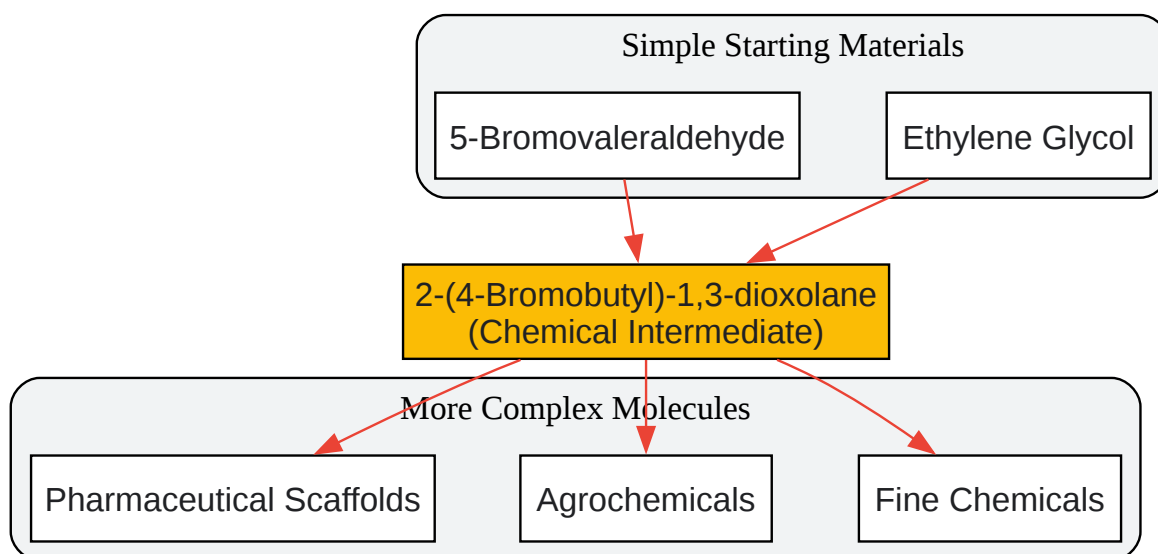 Simple Starting Materials
5-Bromovaleraldehyde
Ethylene Glycol
2-(4-Bromobutyl)-1,3-dioxolane
(Chemical Intermediate)
More Complex Molecules
Pharmaceutical Scaffolds
Agrochemicals
Fine Chemicals